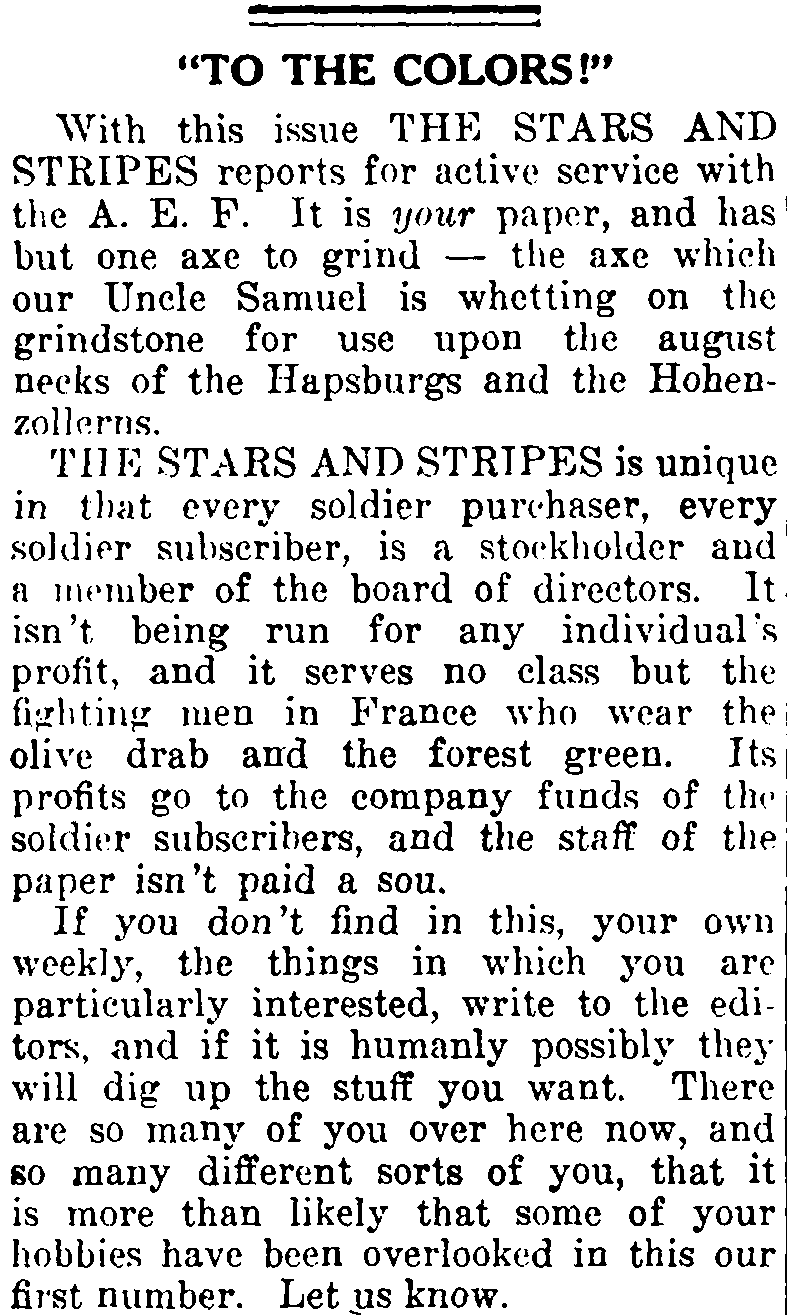 "TO THE COLORS!"
With this issue THE STARS AND
STRIPES reports for active service with
the A. E. F. It is your paper, and has
but one axe to grind — the axe which
our Uncle Samuel is whetting on the
grindstone for use upon the august
necks of the Hapsburgs and the Hohen-
zollerns.
THE STARS AND STRIPES is unique
in that every soldier purchaser, every
soldier subscriber, is a stockholder and
a member of the board of directors. It
isn't being run for any individual's
profit, and it serves no class but the
fighting men in France who wear the
olive drab and the forest green. Its
profits go to the company funds of the
soldier subscribers, and the staff of the
paper isn't paid a sou.
If you don't find in this, your own
weekly, the things in which you are
particularly interested, write to the edi-
tors, and if it is humanly possibly they
will dig up the stuff you want. There
are so many of you over here now, and
so many different sorts of you, that it
is more than likely that some of your
hobbies have been overlooked in this our
first number. Let us know.